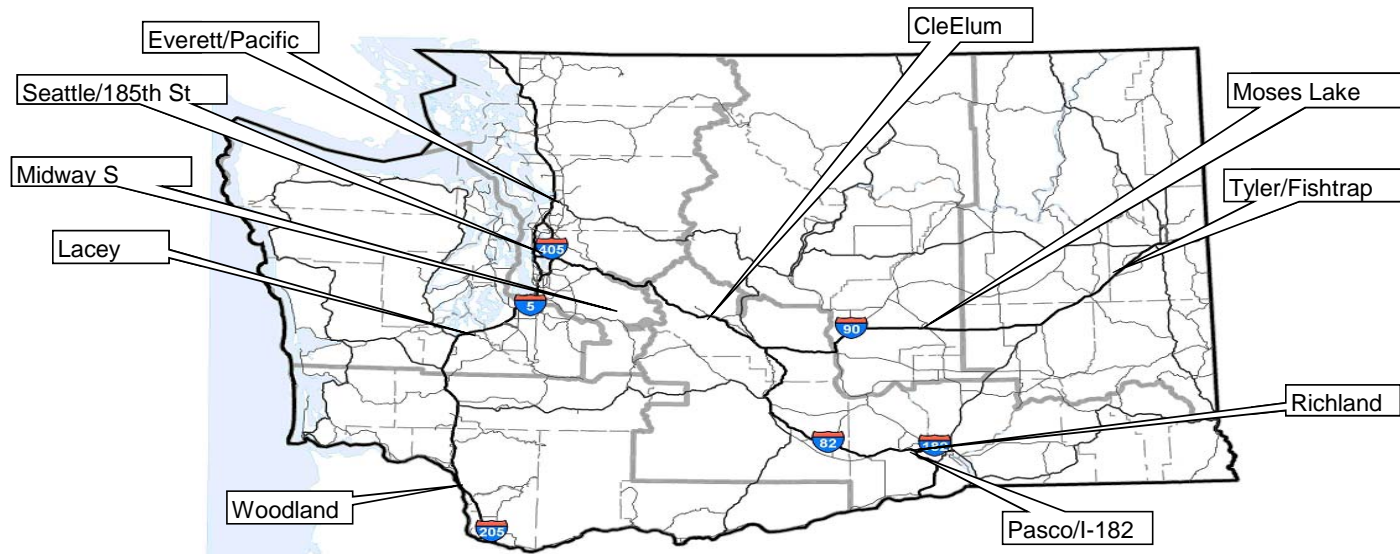 CleElum
Everett/Pacific
Seattle/185th St
Moses Lake
Midway S
Tyler/Fishtrap
Lacey
405
5
90
Richland
82
182
Woodland
205
Pasco/I-182